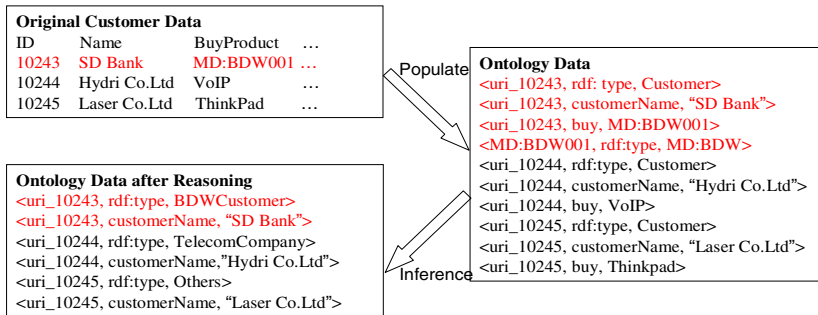 Original Customer Data
ID Name BuyProduct …
10243 SD Bank MD:BDW001 …
10244 Hydri Co.Ltd VoIP …
10245 Laser Co.Ltd ThinkPad …
Populate
Ontology Data
<uri_10243, rdf: type, Customer>
<uri_10243, customerName, “SD Bank”>
<uri_10243, buy, MD:BDW001>
<MD:BDW001, rdf:type, MD:BDW>
<uri_10244, rdf:type, Customer>
<uri_10244, customerName, “Hydri Co.Ltd”>
<uri_10244, buy, VoIP>
<uri_10245, rdf:type, Customer>
<uri_10245, customerName, “Laser Co.Ltd”>
<uri_10245, buy, Thinkpad>
Inference
Ontology Data after Reasoning
<uri_10243, rdf:type, BDWCustomer>
<uri_10243, customerName, “SD Bank”>
<uri_10244, rdf:type, TelecomCompany>
<uri_10244, customerName,”Hydri Co.Ltd”>
<uri_10245, rdf:type, Others>
<uri_10245, customerName, “Laser Co.Ltd”>